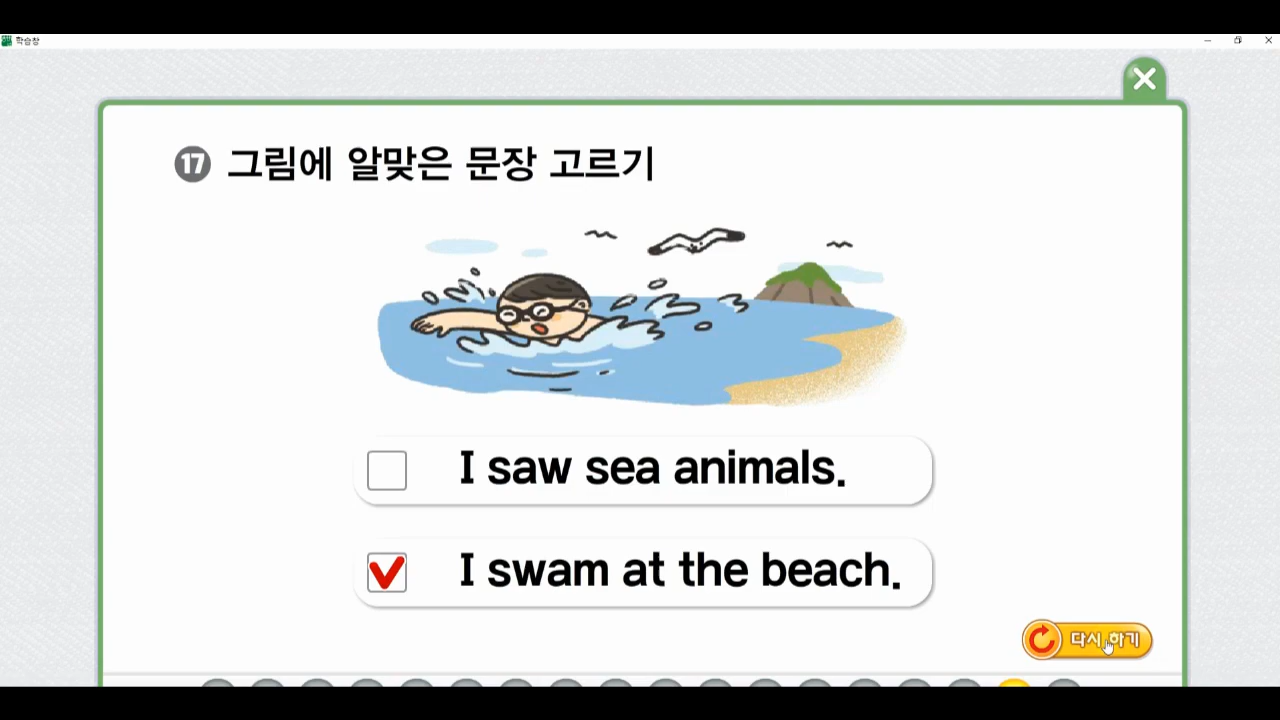 학습창
17 그림에 알맞은 문장 고르기
I saw sea animals.
I swam at the beach.
다시 하기